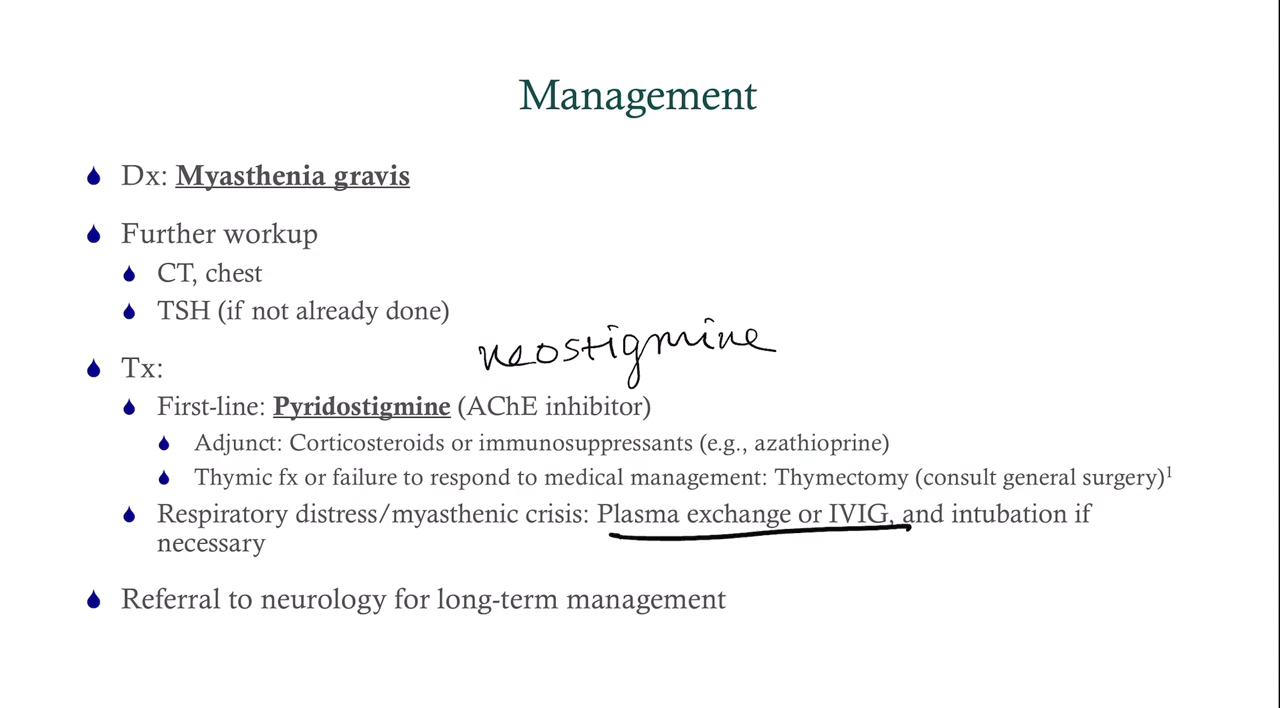 Management
Dx: Myasthenia gravis
Further workup
CT, chest
TSH (if not already done)
neostigmine
Tx:
First-line: Pyridostigmine (AChE inhibitor)
Adjunct: Corticosteroids or immunosuppressants (e.g., azathioprine)
Thymic fx or failure to respond to medical management: Thymectomy (consult general surgery)¹
Respiratory distress/myasthenic crisis: Plasma exchange or IVIG, and intubation if
necessary
Referral to neurology for long-term management